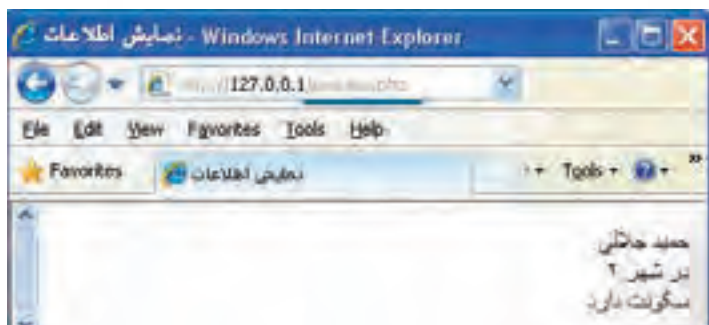 نمایش اطلاعات - Windows Internet Explorer
127.0.0.1
File Edit View Favorites Tools Help
Favorites نمایش اطلاعات Tools »
حمید
در شهر ۲
سکونت دارد